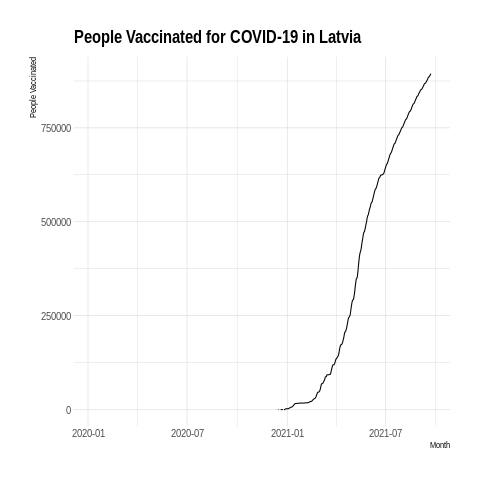 People Vaccinated for COVID-19 in Latvia
People Vaccinated
750000
500000
250000
0
2020-01
2020-07
2021-01
2021-07
Month